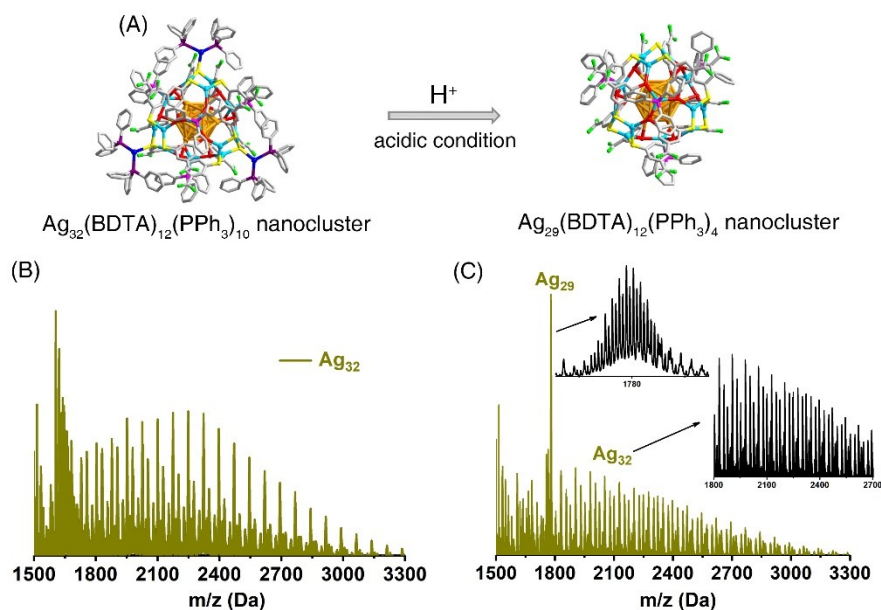 (A)
H⁺
acidic condition
Ag₃₂(BDTA)₁₂(PPh₃)₁₀ nanocluster
Ag₂₉(BDTA)₁₂(PPh₃)₄ nanocluster
(B)
Ag₃₂
1500 1800 2100 2400 2700 3000 3300
m/z (Da)
(C)
Ag₂₉
1780
Ag₃₂
1800 2100 2400 2700
1500 1800 2100 2400 2700 3000 3300
m/z (Da)